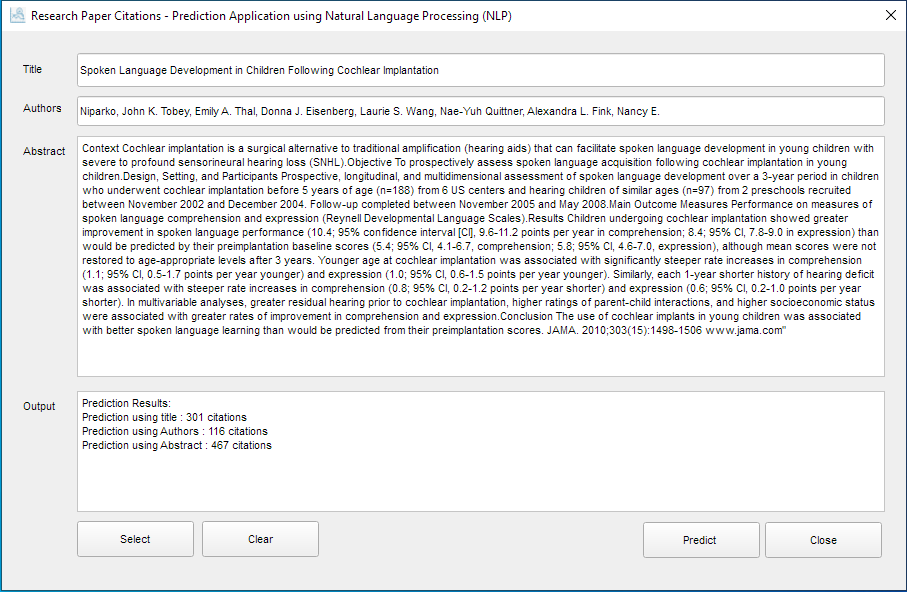 Research Paper Citations - Prediction Application using Natural Language Processing (NLP)
Title
Spoken Language Development in Children Following Cochlear Implantation
Authors
Niparko, John K. Tobey, Emily A. Thal, Donna J. Eisenberg, Laurie S. Wang, Nae-Yuh Quittner, Alexandra L. Fink, Nancy E.
Abstract
Context Cochlear implantation is a surgical alternative to traditional amplification (hearing aids) that can facilitate spoken language development in young children with
severe to profound sensorineural hearing loss (SNHL).Objective To prospectively assess spoken language acquisition following cochlear implantation in young
children.Design, Setting, and Participants Prospective, longitudinal, and multidimensional assessment of spoken language development over a 3-year period in children
who underwent cochlear implantation before 5 years of age (n=188) from 6 US centers and hearing children of similar ages (n=97) from 2 preschools recruited
between November 2002 and December 2004. Follow-up completed between November 2005 and May 2008.Main Outcome Measures Performance on measures of
spoken language comprehension and expression (Reynell Developmental Language Scales).Results Children undergoing cochlear implantation showed greater
improvement in spoken language performance (10.4; 95% confidence interval [CI], 9.6-11.2 points per year in comprehension; 8.4; 95% CI, 7.8-9.0 in expression) than
would be predicted by their preimplantation baseline scores (5.4; 95% CI, 4.1-6.7, comprehension; 5.8; 95% CI, 4.6-7.0, expression), although mean scores were not
restored to age-appropriate levels after 3 years. Younger age at cochlear implantation was associated with significantly steeper rate increases in comprehension
(1.1; 95% CI, 0.5-1.7 points per year younger) and expression (1.0; 95% CI, 0.6-1.5 points per year younger). Similarly, each 1-year shorter history of hearing deficit
was associated with steeper rate increases in comprehension (0.8; 95% CI, 0.2-1.2 points per year shorter) and expression (0.6; 95% CI, 0.2-1.0 points per year
shorter). In multivariable analyses, greater residual hearing prior to cochlear implantation, higher ratings of parent-child interactions, and higher socioeconomic status
were associated with greater rates of improvement in comprehension and expression.Conclusion The use of cochlear implants in young children was associated
with better spoken language learning than would be predicted from their preimplantation scores. JAMA. 2010;303(15):1498-1506 www.jama.com"
Output
Prediction Results:
Prediction using title : 301 citations
Prediction using Authors : 116 citations
Prediction using Abstract : 467 citations
Select
Clear
Predict
Close